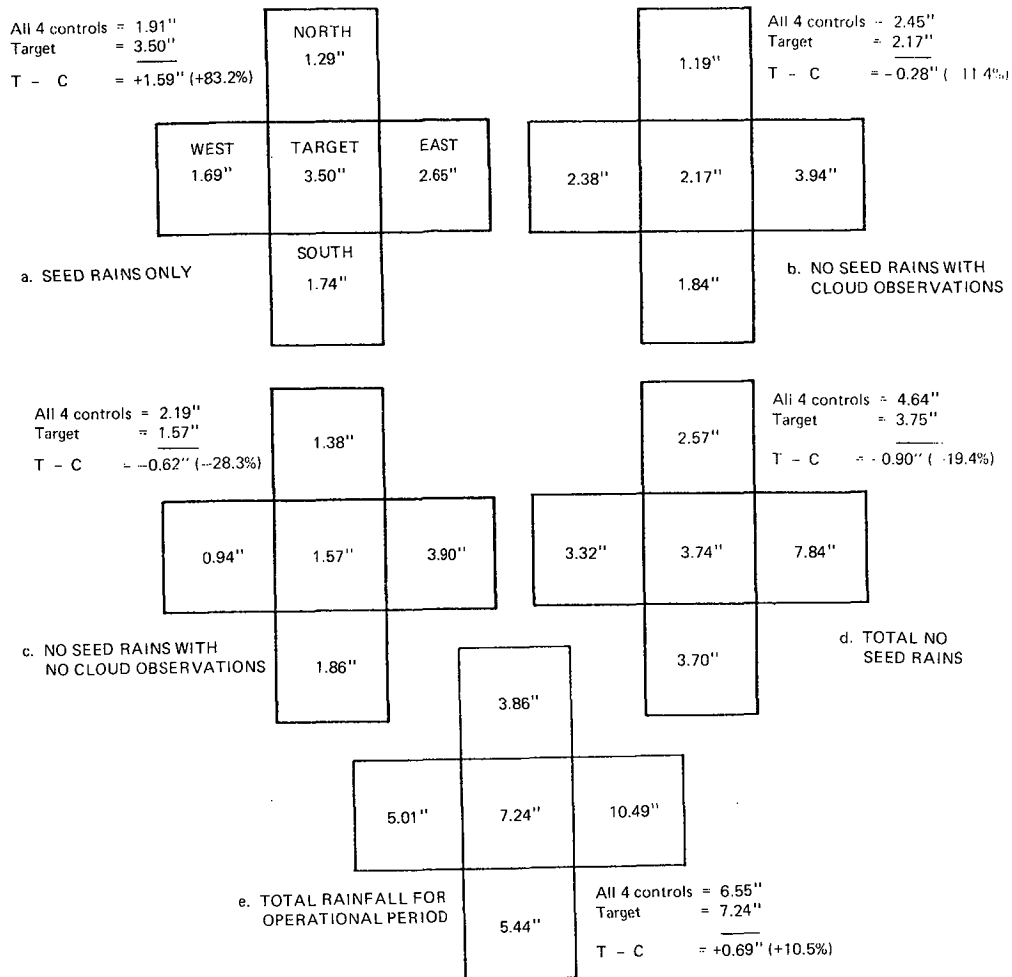 All 4 controls = 1.91"
Target = 3.50"
T - C = +1.59" (+83.2%)
NORTH
1.29"
WEST
1.69"
TARGET
3.50"
EAST
2.65"
SOUTH
1.74"
a. SEED RAINS ONLY
All 4 controls - 2.45"
Target = 2.17"
T - C = - 0.28" ( 11.4%)
1.19"
2.38"
2.17"
3.94"
1.84"
b. NO SEED RAINS WITH
CLOUD OBSERVATIONS
All 4 controls = 2.19"
Target = 1.57"
T - C = -0.62" (-28.3%)
1.38"
0.94"
1.57"
3.90"
1.86"
c. NO SEED RAINS WITH
NO CLOUD OBSERVATIONS
All 4 controls = 4.64"
Target = 3.75"
T - C = - 0.90" ( -19.4%)
2.57"
3.32"
3.74"
7.84"
3.70"
d. TOTAL NO
SEED RAINS
3.86"
5.01"
7.24"
10.49"
5.44"
e. TOTAL RAINFALL FOR
OPERATIONAL PERIOD
All 4 controls = 6.55"
Target = 7.24"
T - C = +0.69" (+10.5%)